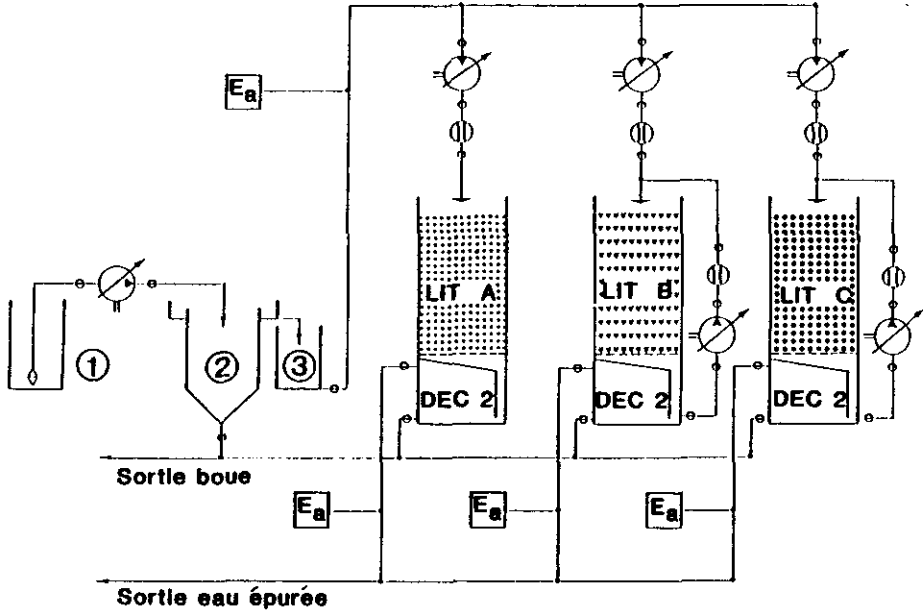 Ea
LIT A
LIT B
LIT C
1
2
3
DEC 2
DEC 2
DEC 2
Sortie boue
Ea
Ea
Ea
Sortie eau épurée